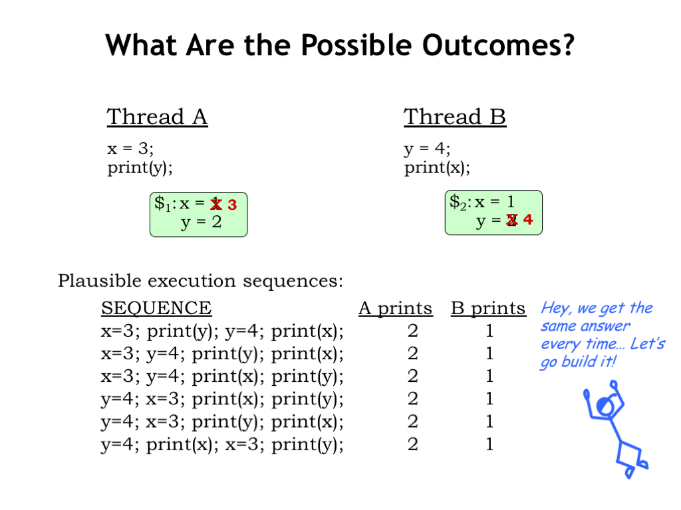 What Are the Possible Outcomes?
Thread A
x = 3;
print(y);
$₁: x = 1 3
y = 2
Thread B
y = 4;
print(x);
$₂: x = 1
y = 2 4
Plausible execution sequences:
SEQUENCE A prints B prints
x=3; print(y); y=4; print(x); 2 1
x=3; y=4; print(y); print(x); 2 1
x=3; y=4; print(x); print(y); 2 1
y=4; x=3; print(x); print(y); 2 1
y=4; x=3; print(y); print(x); 2 1
y=4; print(x); x=3; print(y); 2 1
Hey, we get the
same answer
every time... Let's
go build it!